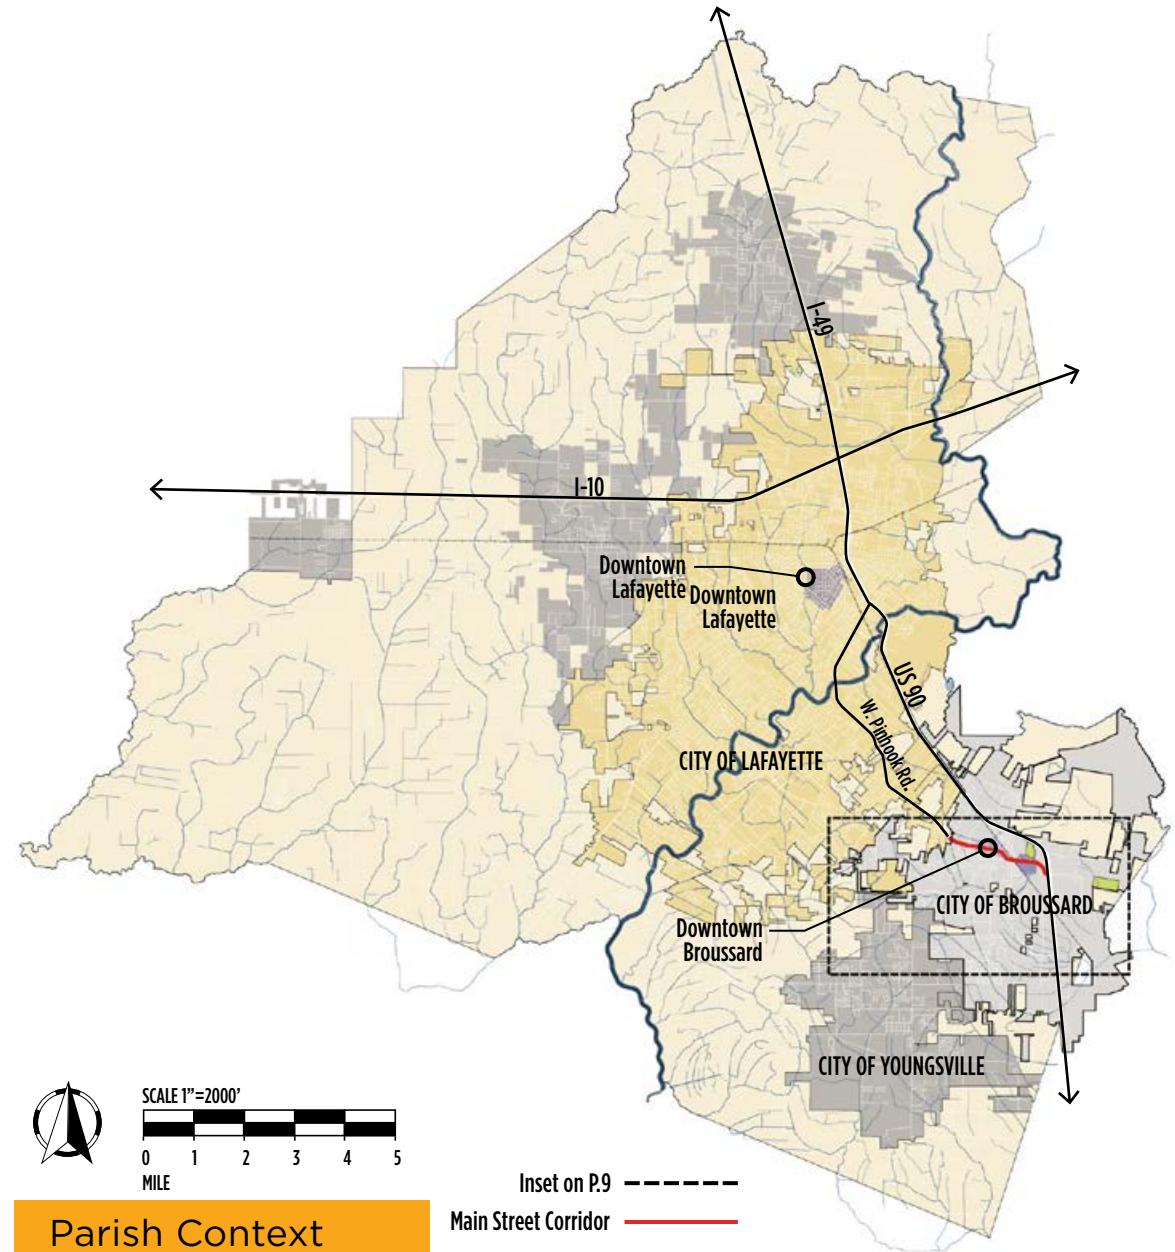 I-49
I-10
Downtown
Lafayette
Downtown
Lafayette
US 90
W. Pinhook Rd.
CITY OF LAFAYETTE
CITY OF BROUSSARD
Downtown
Broussard
CITY OF YOUNGSVILLE
SCALE 1”=2000’
0 1 2 3 4 5
MILE
Inset on P.9
Main Street Corridor
Parish Context